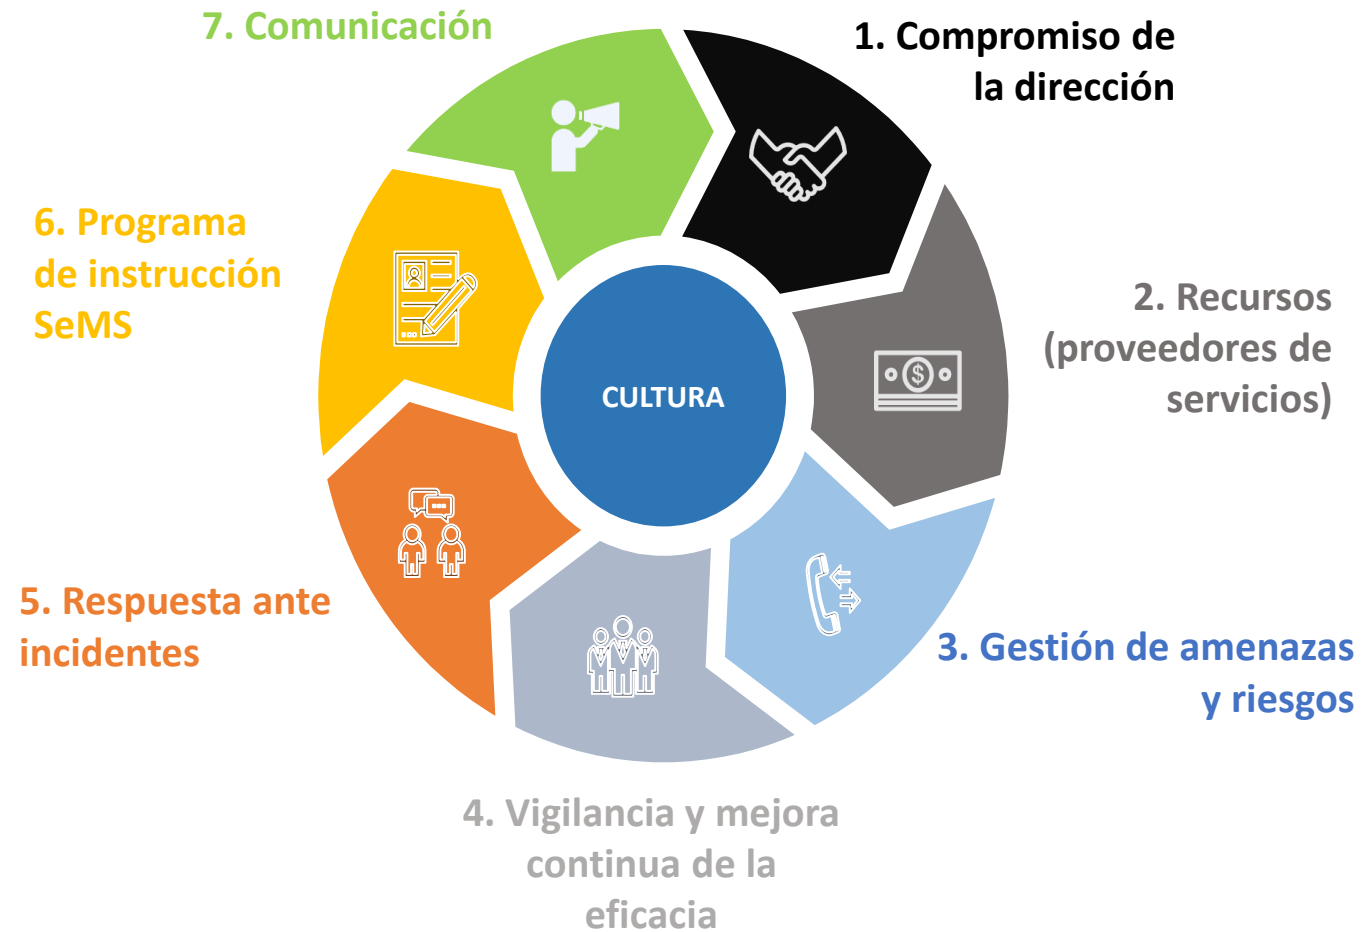 1. Compromiso de
la dirección
2. Recursos
(proveedores de
servicios)
3. Gestión de amenazas
y riesgos
4. Vigilancia y mejora
continua de la
eficacia
5. Respuesta ante
incidentes
6. Programa
de instrucción
SeMS
7. Comunicación
CULTURA
$